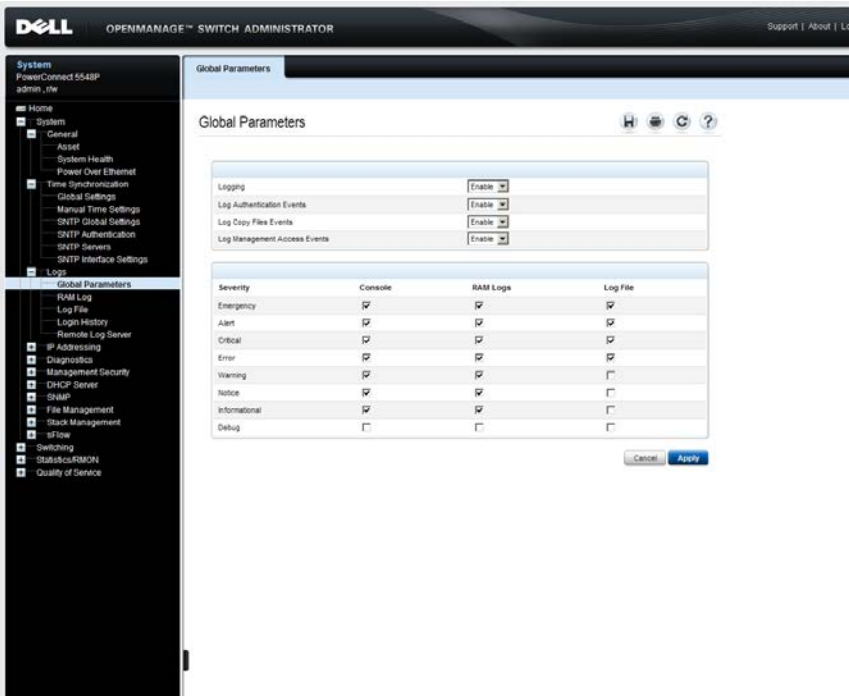 DELL
OPENMANAGE™ SWITCH ADMINISTRATOR
Support | About |
System
PowerConnect 5548P
admin , r/w
Home
System
General
Asset
System Health
Power Over Ethernet
Time Synchronization
Global Settings
Manual Time Settings
SNTP Global Settings
SNTP Authentication
SNTP Servers
SNTP Interface Settings
Logs
Global Parameters
RAM Log
Log File
Login History
Remote Log Server
IP Addressing
Diagnostics
Management Security
DHCP Server
SNMP
File Management
Stack Management
sFlow
Switching
Statistics/RMON
Quality of Service
Global Parameters
Global Parameters
?
Logging Enable
Log Authentication Events Enable
Log Copy Files Events Enable
Log Management Access Events Enable
Severity Console RAM Logs Log File
Emergency
Alert
Critical
Error
Warning
Notice
Informational
Debug
Cancel Apply